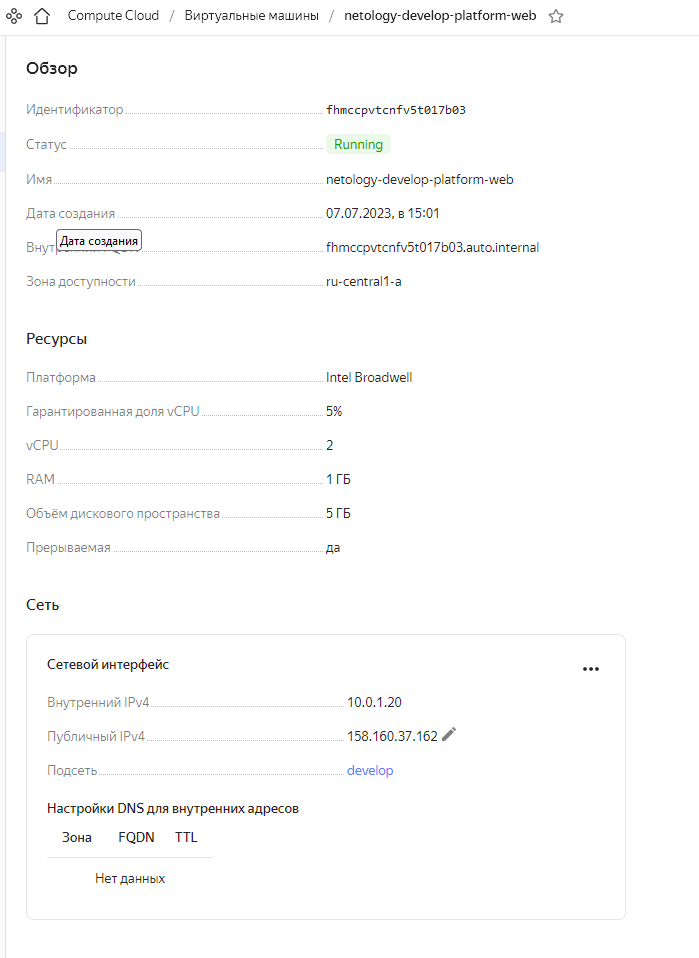 Compute Cloud / Виртуальные машины / netology-develop-platform-web
Обзор
Идентификатор fhmccpvtcnfv5t017b03
Статус Running
Имя netology-develop-platform-web
Дата создания 07.07.2023, в 15:01
Дата создания
fhmccpvtcnfv5t017b03.auto.internal
Зона доступности ru-central1-a
Ресурсы
Платформа Intel Broadwell
Гарантированная доля vCPU 5%
vCPU 2
RAM 1 ГБ
Объём дискового пространства 5 ГБ
Прерываемая да
Сеть
Сетевой интерфейс
Внутренний IPv4 10.0.1.20
Публичный IPv4 158.160.37.162
Подсеть develop
Настройки DNS для внутренних адресов
Зона FQDN TTL
Нет данных